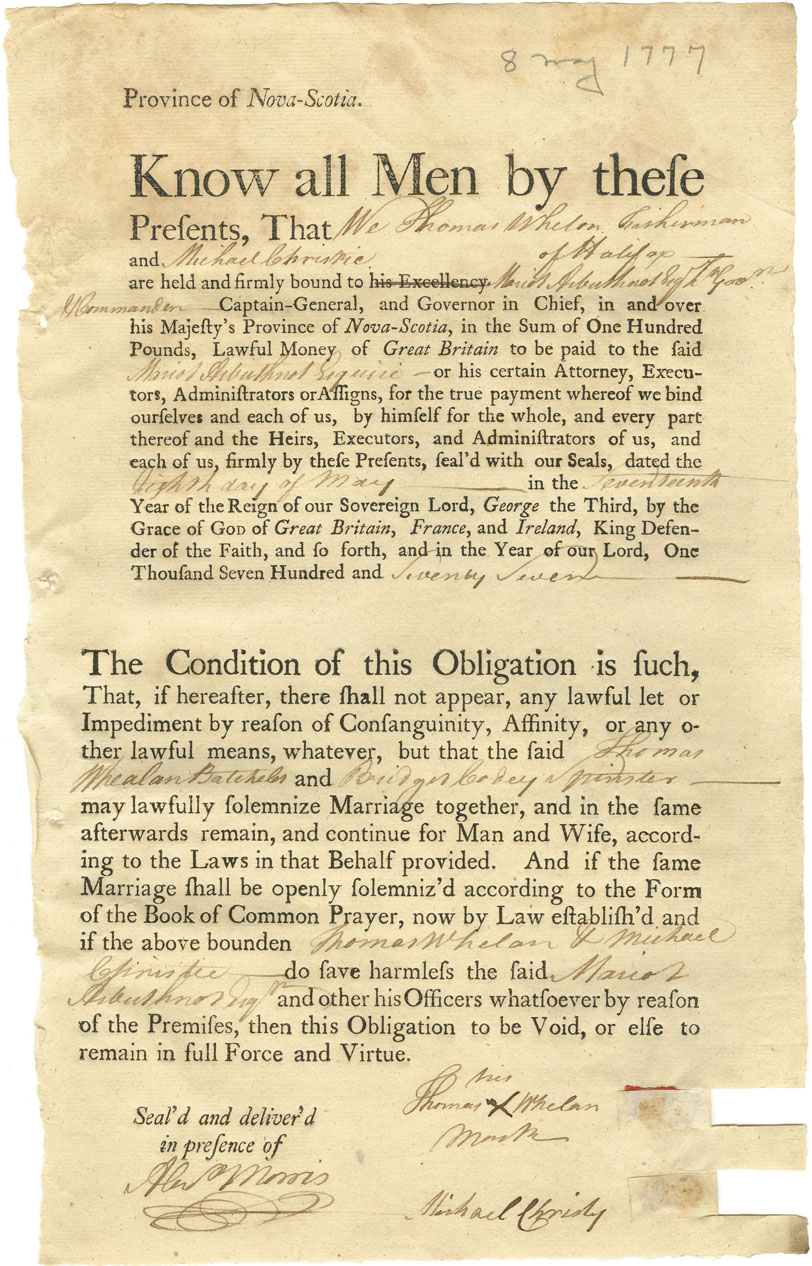 8 may 1777
Province of Nova-Scotia.
Know all Men by theſe
Preſents, That We Thomas Whelon Fisherman
and Michael Christie of Halifax
are held and firmly bound to his Excellency Mariot Arbuthnot Esqr Lt Govr.
& Commander Captain-General, and Governor in Chief, in and over
his Majeſty's Province of Nova-Scotia, in the Sum of One Hundred
Pounds, Lawful Money of Great Britain to be paid to the ſaid
Mariot Arbuthnot Esquire — or his certain Attorney, Execu-
tors, Adminiſtrators or Aſſigns, for the true payment whereof we bind
ourſelves and each of us, by himſelf for the whole, and every part
thereof and the Heirs, Executors, and Adminiſtrators of us, and
each of us, firmly by theſe Preſents, ſeal'd with our Seals, dated the
Eighth day of May — in the Seventeenth
Year of the Reign of our Sovereign Lord, George the Third, by the
Grace of God of Great Britain, France, and Ireland, King Defen-
der of the Faith, and ſo forth, and in the Year of our Lord, One
Thouſand Seven Hundred and Seventy Seven —
The Condition of this Obligation is ſuch,
That, if hereafter, there ſhall not appear, any lawful let or
Impediment by reaſon of Conſanguinity, Affinity, or any o-
ther lawful means, whatever, but that the ſaid Thomas
Whealan Batcheler and Bridget Codey Spinster —
may lawfully ſolemnize Marriage together, and in the ſame
afterwards remain, and continue for Man and Wife, accord-
ing to the Laws in that Behalf provided. And if the ſame
Marriage ſhall be openly ſolemniz'd according to the Form
of the Book of Common Prayer, now by Law eſtabliſh'd and
if the above bounden Thomas Whelan & Michael
Christee — do ſave harmleſs the ſaid Mariot
Arbuthnot Esqr and other his Officers whatſoever by reaſon
of the Premiſes, then this Obligation to be Void, or elſe to
remain in full Force and Virtue.
Seal'd and deliver'd
in preſence of
Alexr Morris
his
Thomas X Whelan
Mark
Michael Christy